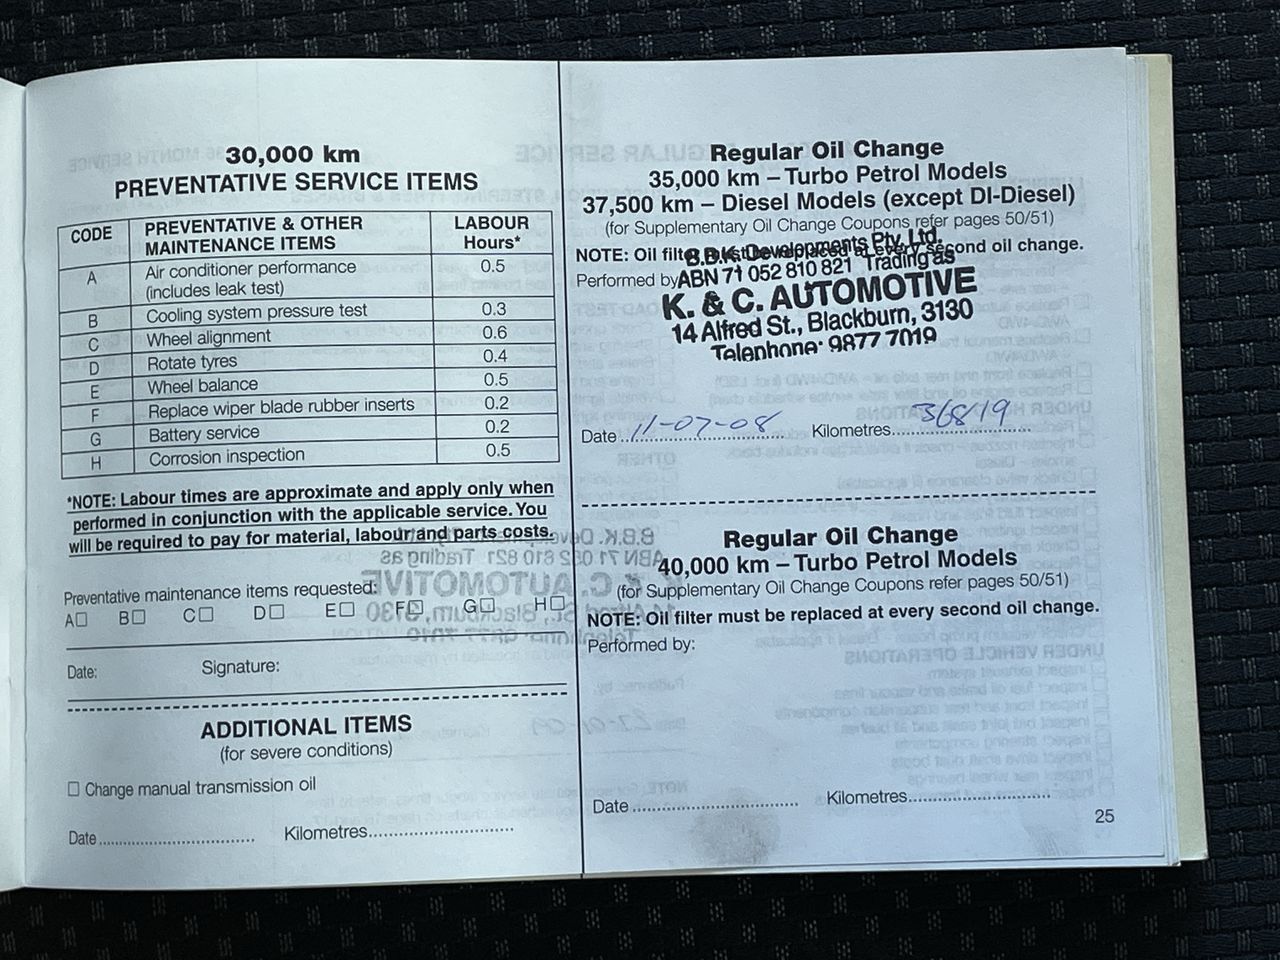 30,000 km
PREVENTATIVE SERVICE ITEMS
CODE PREVENTATIVE & OTHER MAINTENANCE ITEMS LABOUR Hours*
A Air conditioner performance (includes leak test) 0.5
B Cooling system pressure test 0.3
C Wheel alignment 0.6
D Rotate tyres 0.4
E Wheel balance 0.5
F Replace wiper blade rubber inserts 0.2
G Battery service 0.2
H Corrosion inspection 0.5
*NOTE: Labour times are approximate and apply only when
performed in conjunction with the applicable service. You
will be required to pay for material, labour and parts costs.
Preventative maintenance items requested:
A□ B□ C□ D□ E□ F□ G□ H□
Date: Signature:
ADDITIONAL ITEMS
(for severe conditions)
□ Change manual transmission oil
Date.............................. Kilometres...........................
Regular Oil Change
35,000 km – Turbo Petrol Models
37,500 km – Diesel Models (except DI-Diesel)
(for Supplementary Oil Change Coupons refer pages 50/51)
NOTE: Oil filter must be replaced at every second oil change.
Performed by
B.B.K. Developments Pty. Ltd.
ABN 71 052 810 821 Trading as
K. & C. AUTOMOTIVE
14 Alfred St., Blackburn, 3130
Telephone: 9877 7019
Date 11-07-08 Kilometres 36819
Regular Oil Change
40,000 km – Turbo Petrol Models
(for Supplementary Oil Change Coupons refer pages 50/51)
NOTE: Oil filter must be replaced at every second oil change.
Performed by:
Date................................ Kilometres...........................
25